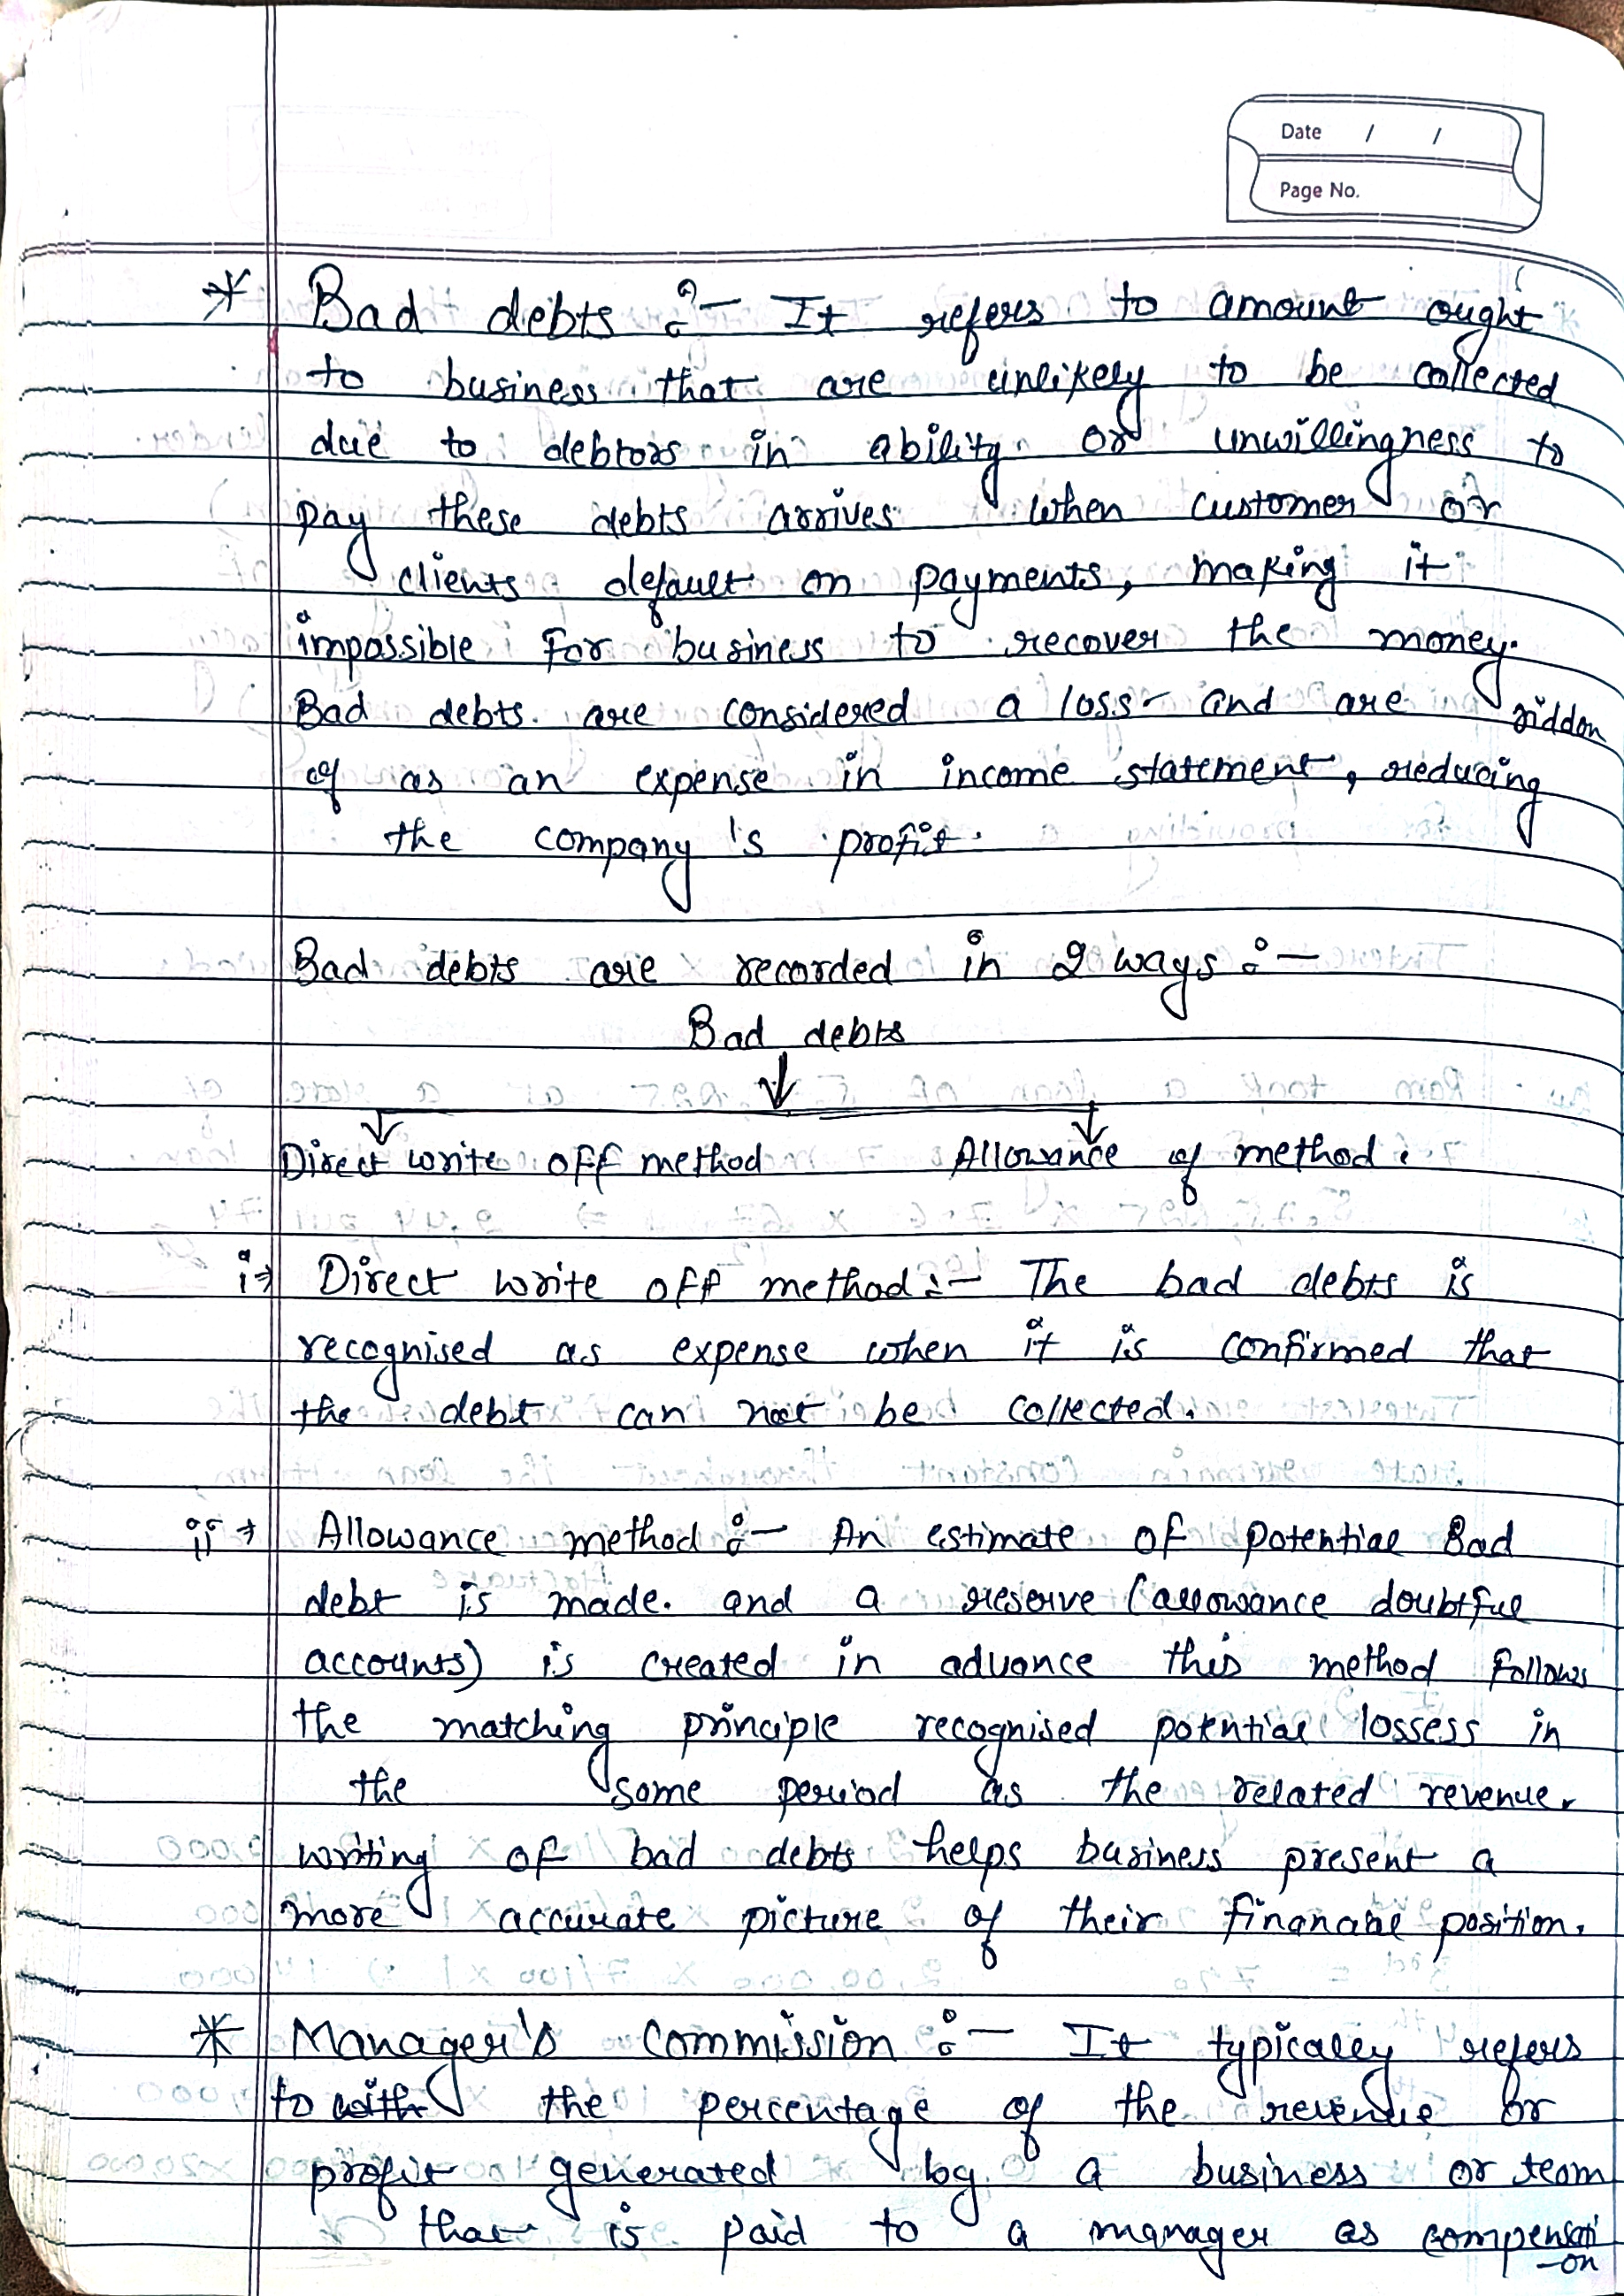 Date / /
Page No.
* Bad debts :- It refers to amount ought
to business that are unlikely to be collected
due to debtors in ability or unwillingness to
pay these debts arrives when customer or
clients default on payments, making it
impossible for business to recover the money.
Bad debts are considered a loss and are riddon
of as an expense in income statement, reducing
the company's profit.
Bad debts are recorded in 2 ways :-
Bad debts
Direct write off method Allowance of method.
i→ Direct write off method :- The bad debts is
recognised as expense when it is confirmed that
the debt can not be collected.
ii→ Allowance method :- An estimate of potential Bad
debt is made. and a reserve (allowance doubtful
accounts) is created in advance this method follows
the matching principle recognised potential lossess in
the some period as the related revenue.
writing of bad debts helps business present a
more accurate picture of their position.
* Manager's Commission :- It typically refers
to with the percentage of the revenue or
profit generated by a business or team
that is paid to a manager as compensati
-on